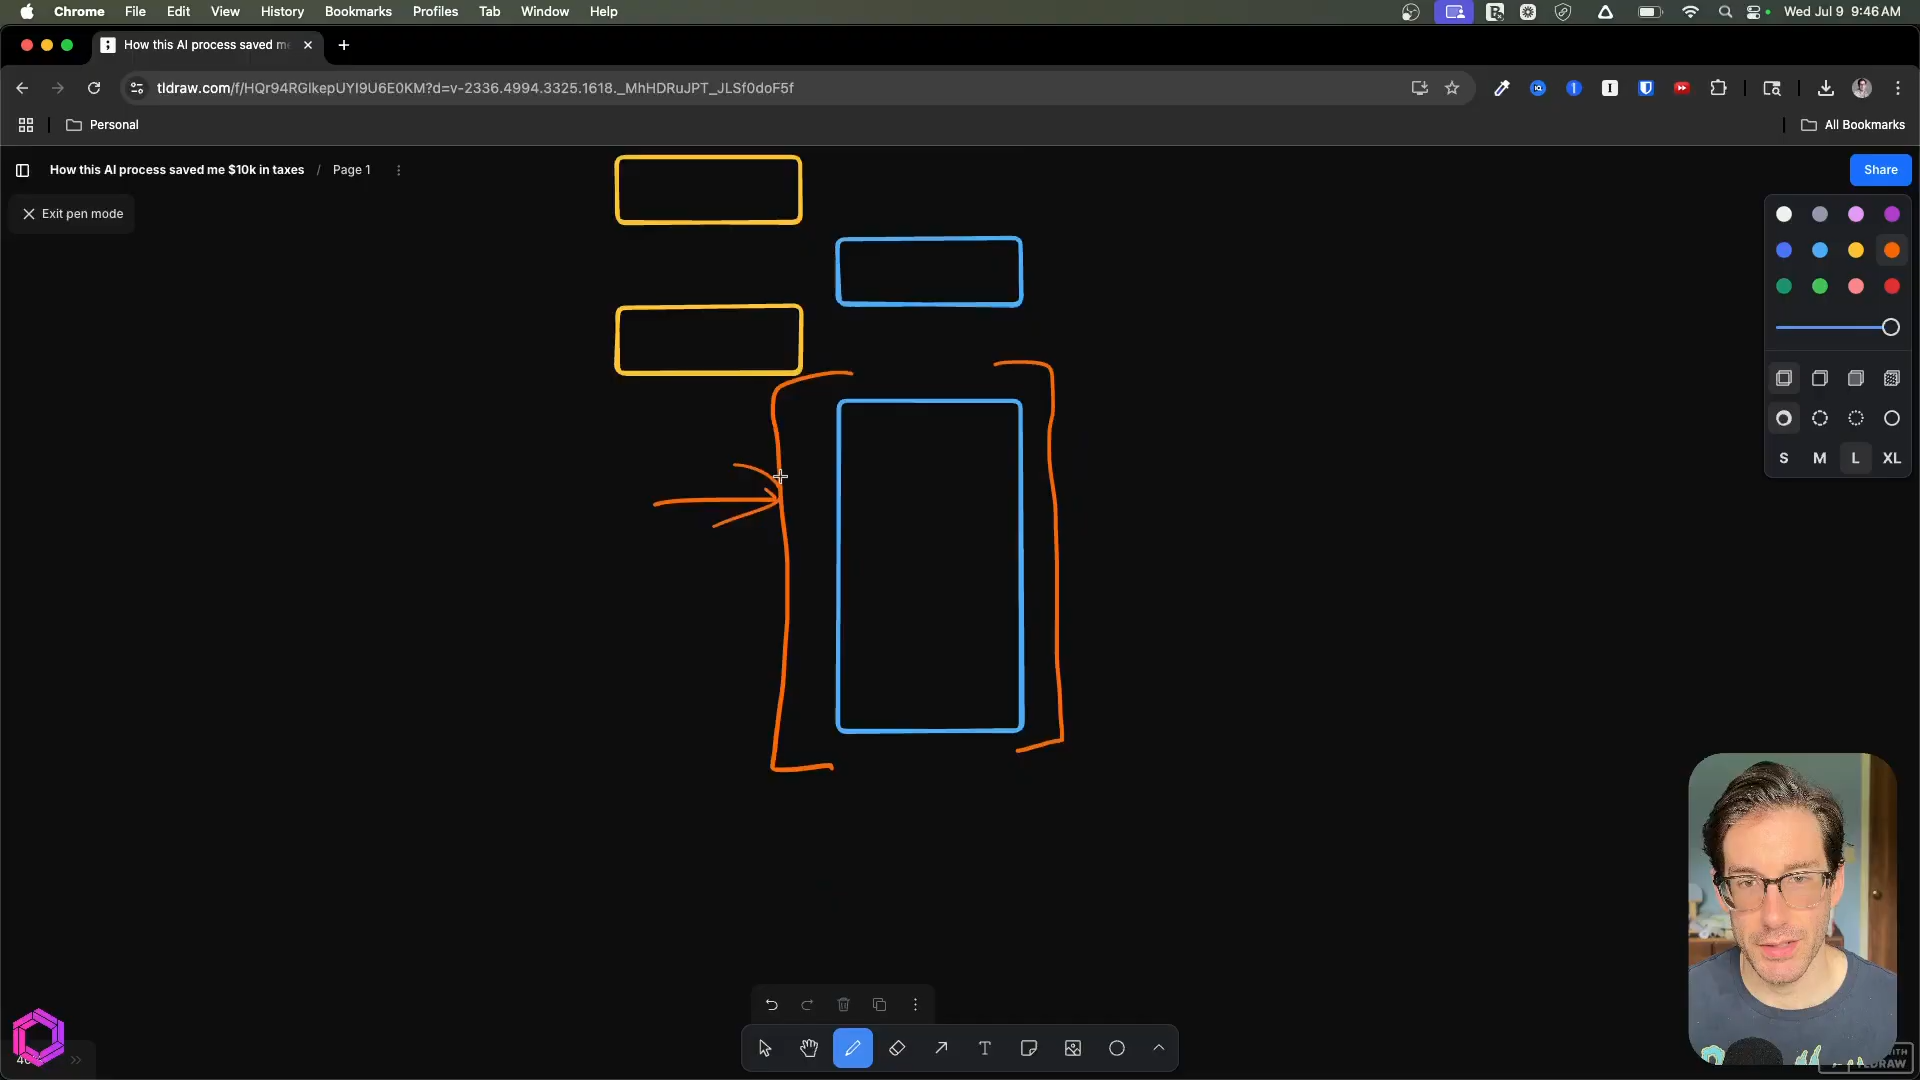 Chrome File Edit View History Bookmarks Profiles Tab Window Help
Wed Jul 9 9:46 AM
How this AI process saved me
tldraw.com/f/HQr94RGlkepUYI9U6E0KM?d=v-2336.4994.3325.1618._MhHDRuJPT_JLSf0doF5f
Personal
All Bookmarks
How this AI process saved me $10k in taxes / Page 1
Share
Exit pen mode
S M L XL
T